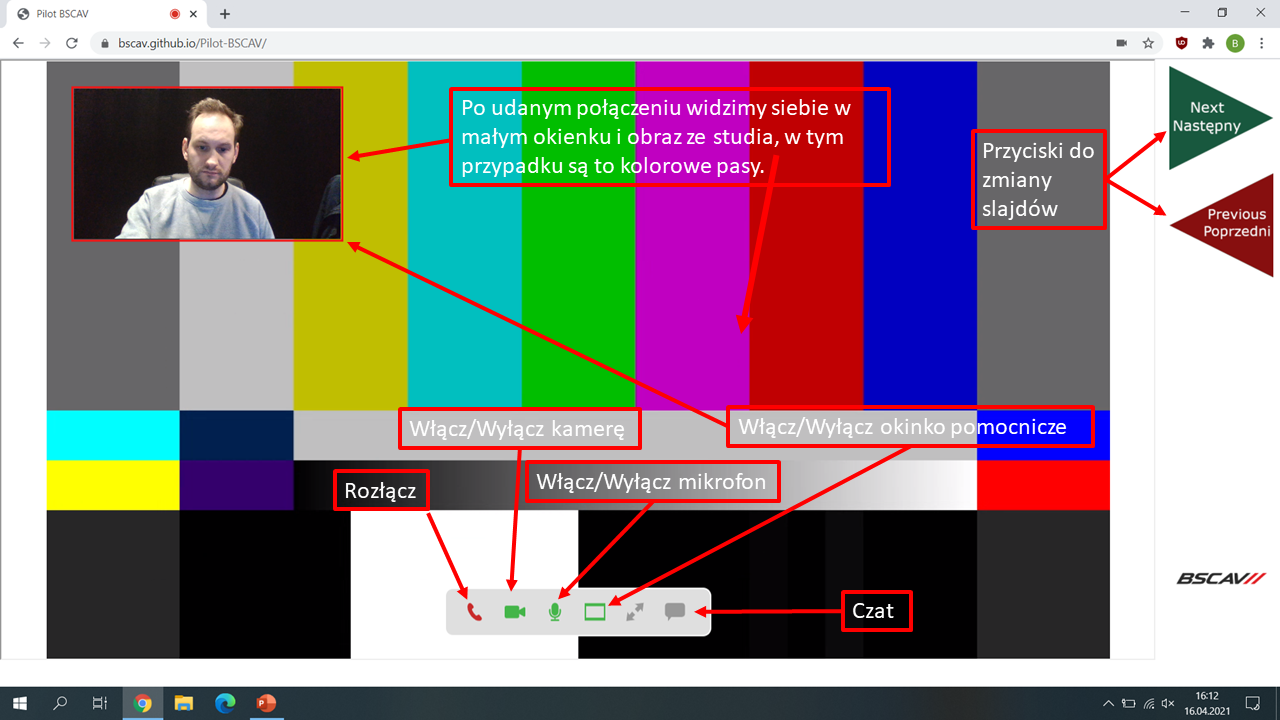 Pilot BSCAV
bscav.github.io/Pilot-BSCAV/
B
Po udanym połączeniu widzimy siebie w
małym okienku i obraz ze studia, w tym
przypadku są to kolorowe pasy.
Przyciski do
zmiany
slajdów
Next
Następny
Previous
Poprzedni
Włącz/Wyłącz kamerę
Włącz/Wyłącz okinko pomocnicze
Rozłącz
Włącz/Wyłącz mikrofon
BSCAV
Czat
16:12
16.04.2021